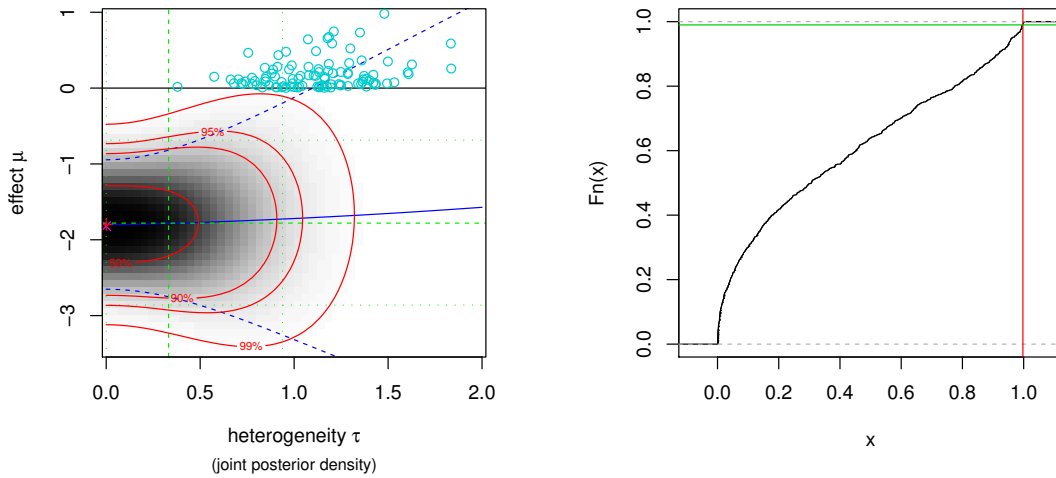 1
0
−1
−2
−3
effect μ
95%
50%
90%
99%
0.0 0.5 1.0 1.5 2.0
heterogeneity τ
(joint posterior density)
1.0
0.8
0.6
0.4
0.2
0.0
Fn(x)
0.0 0.2 0.4 0.6 0.8 1.0
x